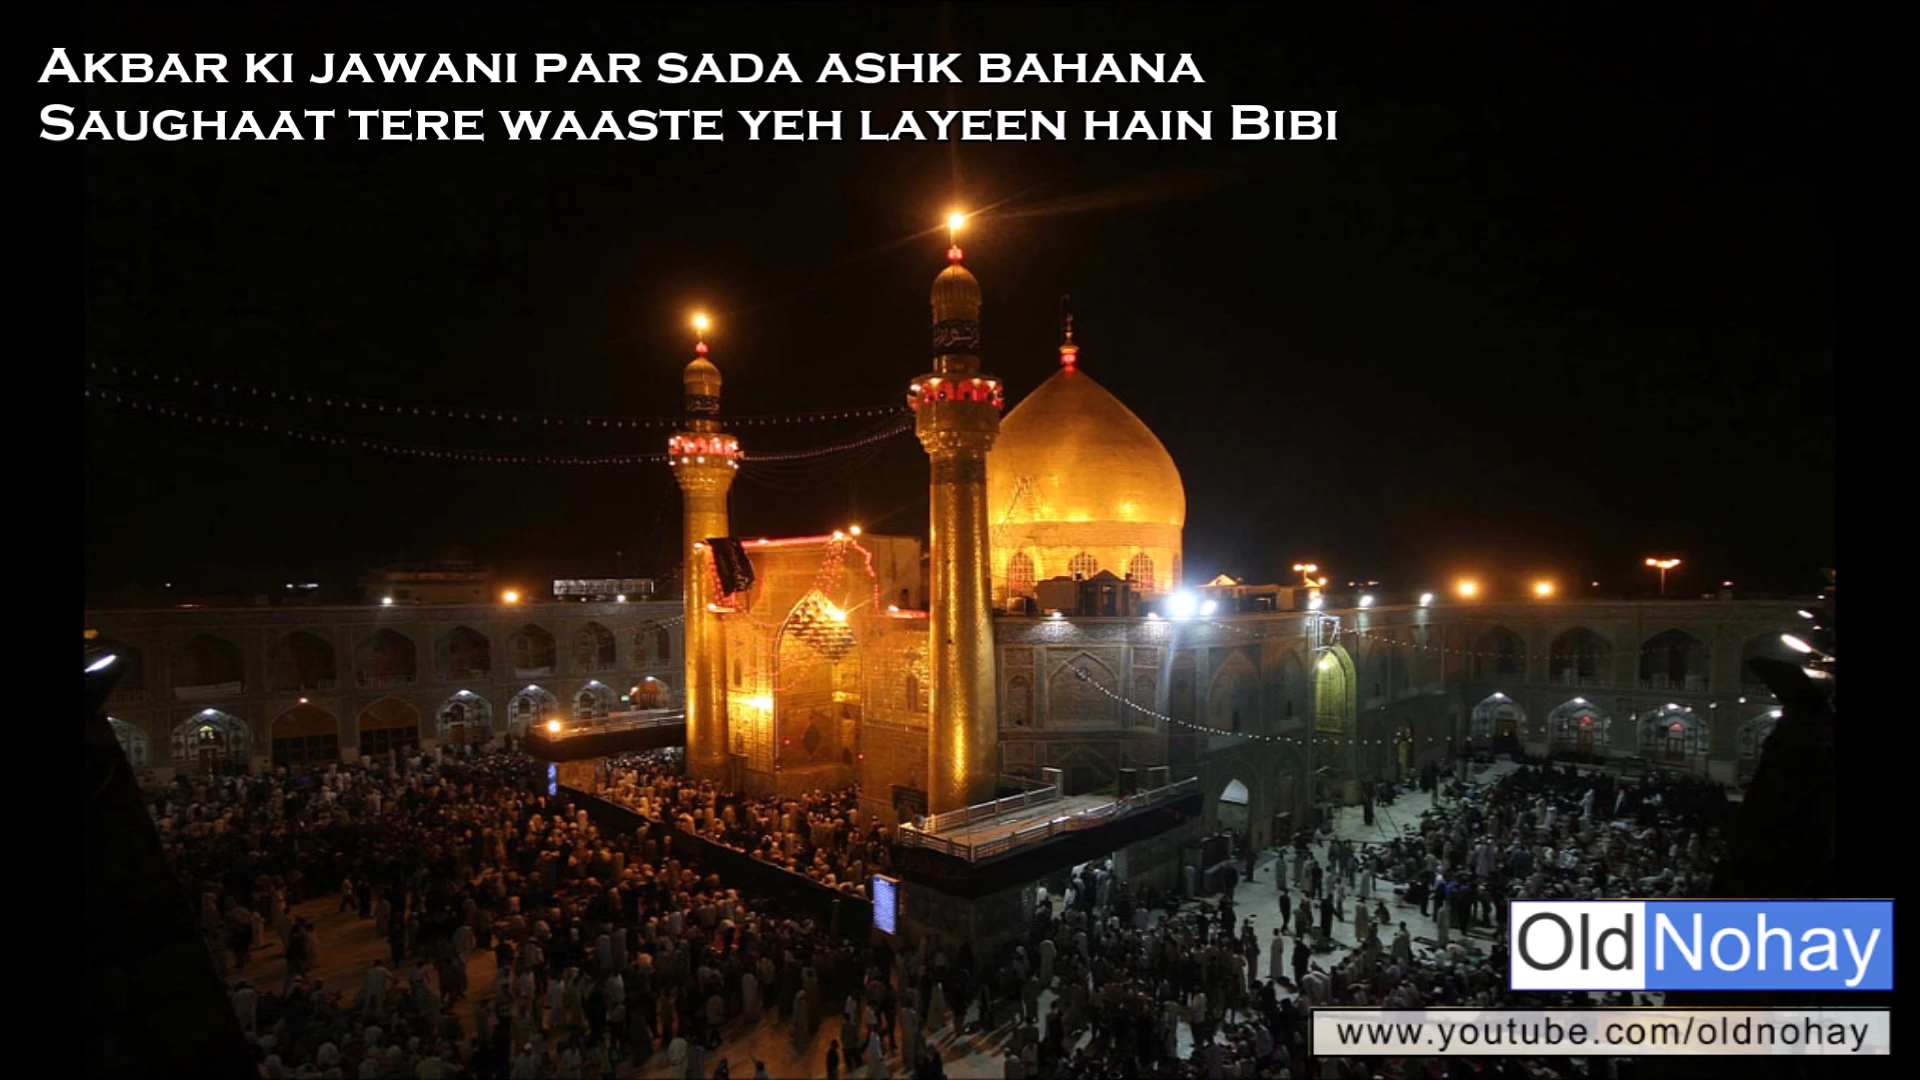 Akbar ki jawani par sada ashk bahana
Saughaat tere waaste yeh layeen hain Bibi
OldNohay
www.youtube.com/oldnohay